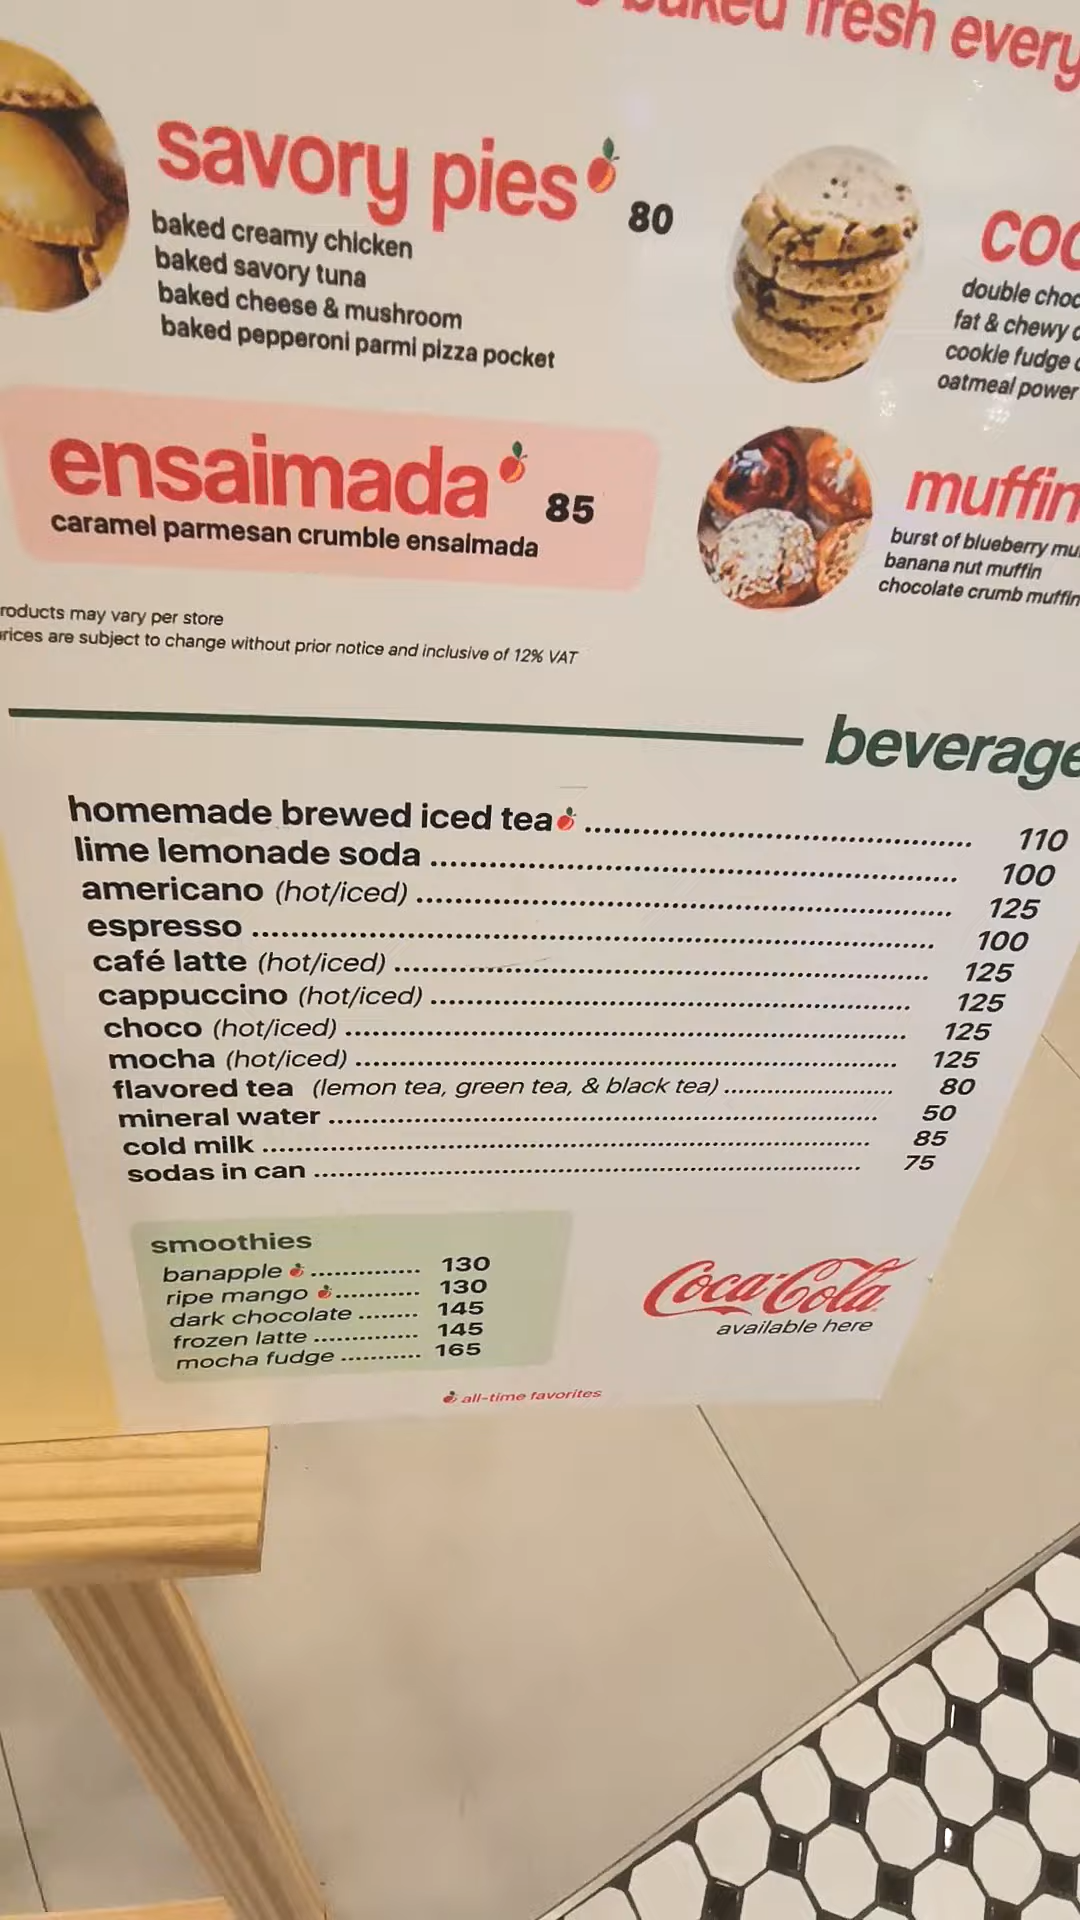 baked fresh every
savory pies 80
baked creamy chicken
baked savory tuna
baked cheese & mushroom
baked pepperoni parmi pizza pocket
double choc
fat & chewy
cookie fudge
oatmeal power
ensaimada 85
caramel parmesan crumble ensaimada
muffin
burst of blueberry mu
banana nut muffin
chocolate crumb muffin
roducts may vary per store
rices are subject to change without prior notice and inclusive of 12% VAT
beverage
homemade brewed iced tea 110
lime lemonade soda 100
americano (hot/iced) 125
espresso 100
café latte (hot/iced) 125
cappuccino (hot/iced) 125
choco (hot/iced) 125
mocha (hot/iced) 125
flavored tea (lemon tea, green tea, & black tea) 80
mineral water 50
cold milk 85
sodas in can 75
smoothies
banapple 130
ripe mango 130
dark chocolate 145
frozen latte 145
mocha fudge 165
Coca-Cola
available here
all-time favorites